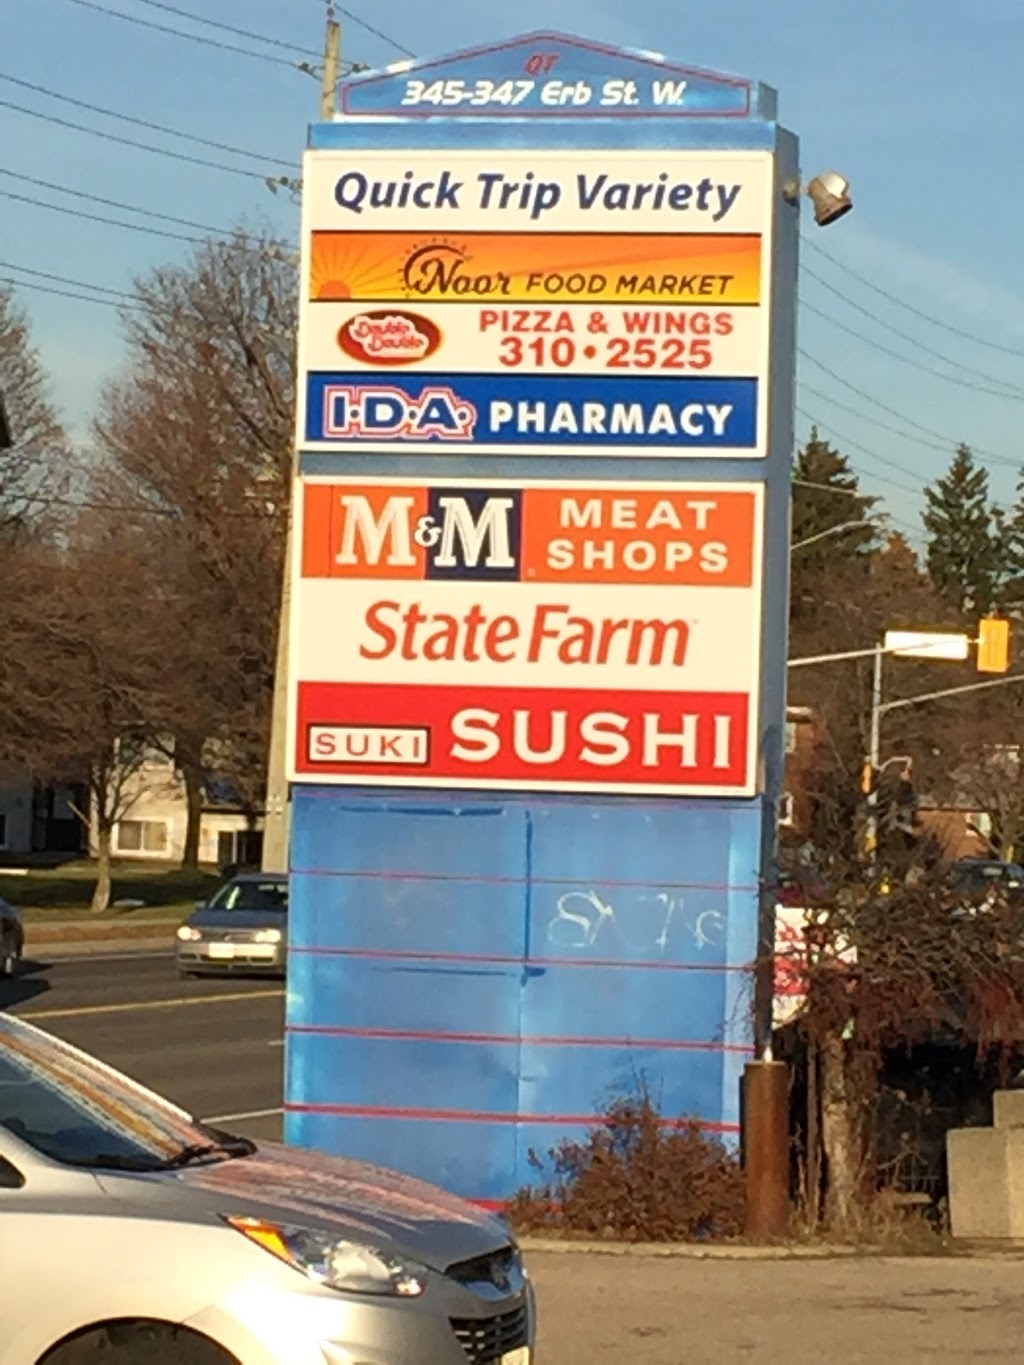 QT
345-347 Erb St. W.
Quick Trip Variety
Noor FOOD MARKET
Double Double
PIZZA & WINGS
310•2525
I•D•A• PHARMACY
M&M MEAT SHOPS
State Farm
SUKI SUSHI